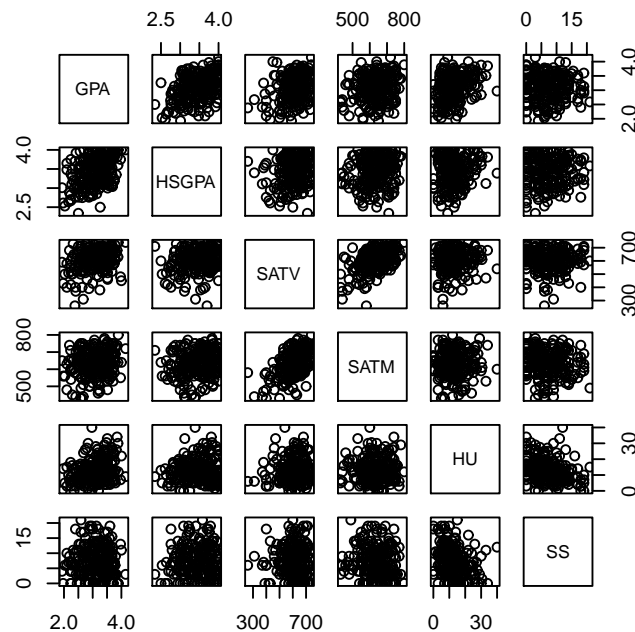 2.5 4.0 500 800 0 15
GPA 2.0 4.0
2.5 4.0 HSGPA
SATV 300 700
500 800 SATM
HU 0 30
0 15 SS
2.0 4.0 300 700 0 30